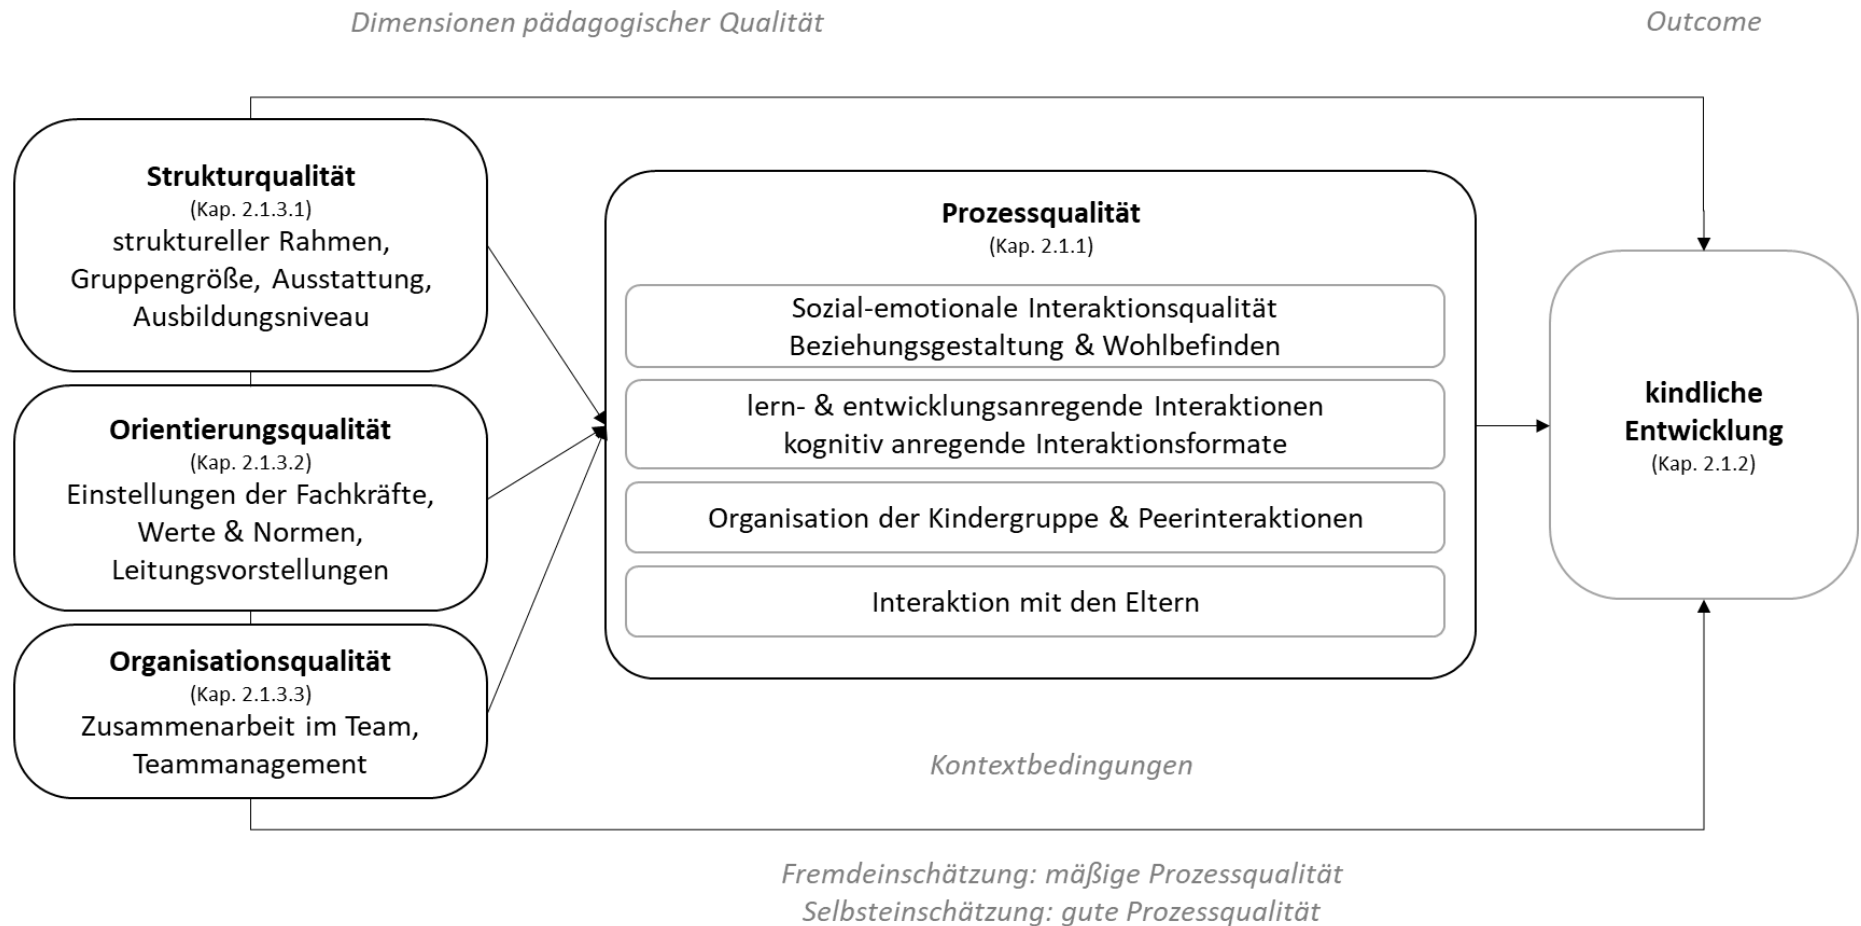 Dimensionen pädagogischer Qualität
Outcome
Strukturqualität
(Kap. 2.1.3.1)
struktureller Rahmen,
Gruppengröße, Ausstattung,
Ausbildungsniveau
Orientierungsqualität
(Kap. 2.1.3.2)
Einstellungen der Fachkräfte,
Werte & Normen,
Leitungsvorstellungen
Organisationsqualität
(Kap. 2.1.3.3)
Zusammenarbeit im Team,
Teammanagement
Prozessqualität
(Kap. 2.1.1)
Sozial-emotionale Interaktionsqualität
Beziehungsgestaltung & Wohlbefinden
lern- & entwicklungsanregende Interaktionen
kognitiv anregende Interaktionsformate
Organisation der Kindergruppe & Peerinteraktionen
Interaktion mit den Eltern
kindliche
Entwicklung
(Kap. 2.1.2)
Kontextbedingungen
Fremdeinschätzung: mäßige Prozessqualität
Selbsteinschätzung: gute Prozessqualität